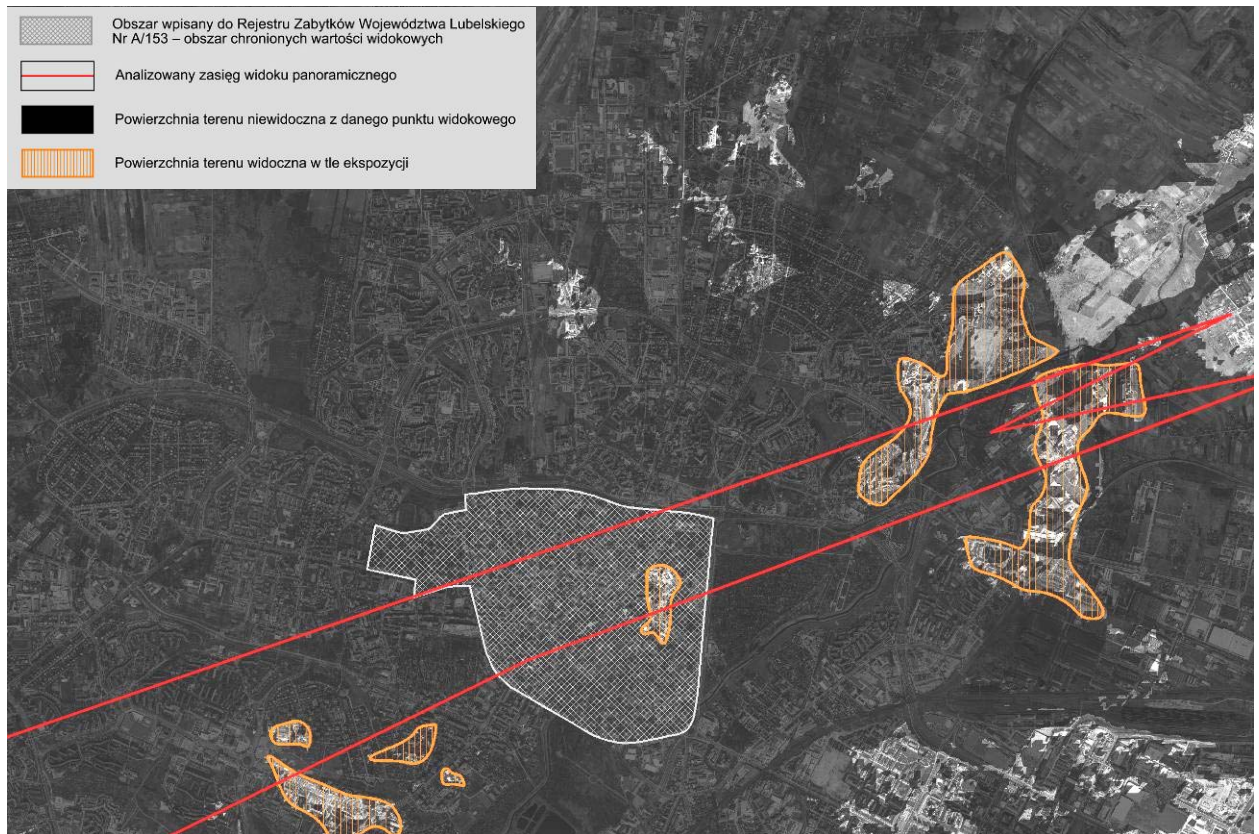 Obszar wpisany do Rejestru Zabytków Województwa Lubelskiego
Nr A/153 – obszar chronionych wartości widokowych
Analizowany zasięg widoku panoramicznego
Powierzchnia terenu niewidoczna z danego punktu widokowego
Powierzchnia terenu widoczna w tle ekspozycji